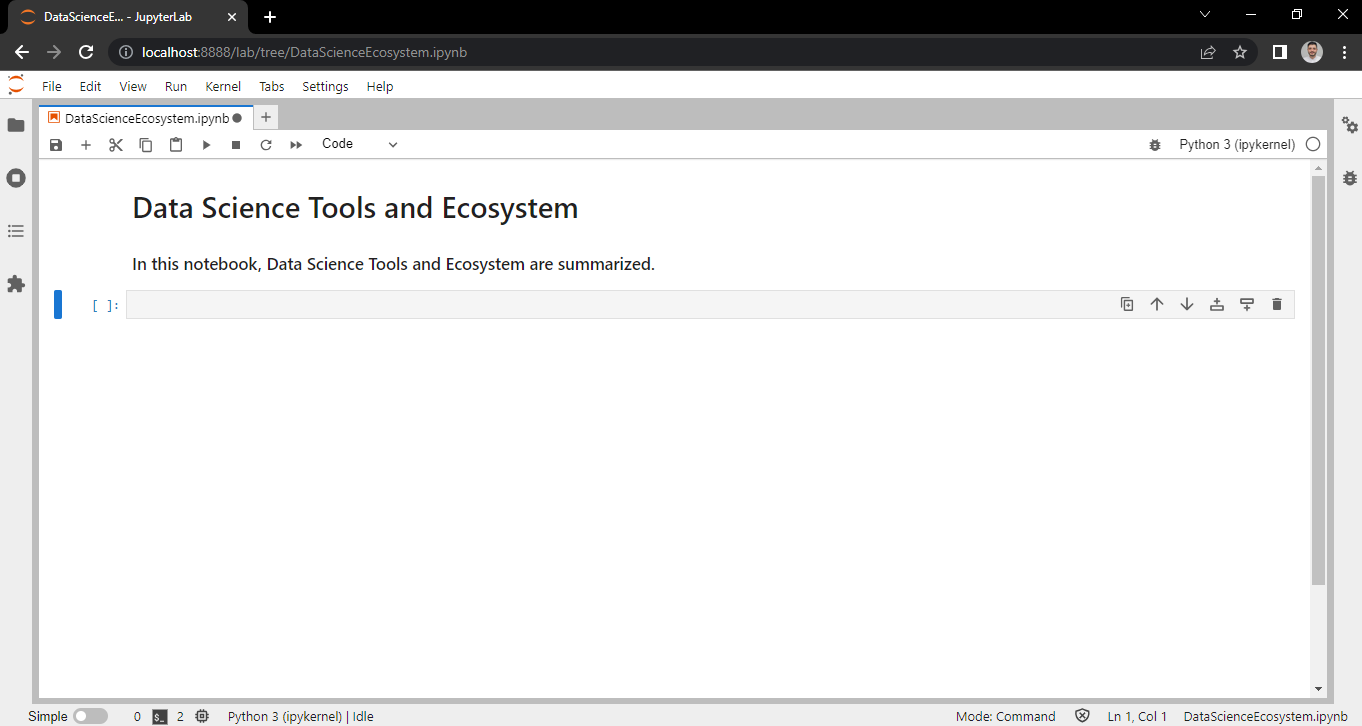 DataScienceE... - JupyterLab
localhost:8888/lab/tree/DataScienceEcosystem.ipynb
File Edit View Run Kernel Tabs Settings Help
DataScienceEcosystem.ipynb
Code Python 3 (ipykernel)
Data Science Tools and Ecosystem
In this notebook, Data Science Tools and Ecosystem are summarized.
[ ]:
Simple 0 $_ 2 Python 3 (ipykernel) | Idle Mode: Command Ln 1, Col 1 DataScienceEcosystem.ipynb